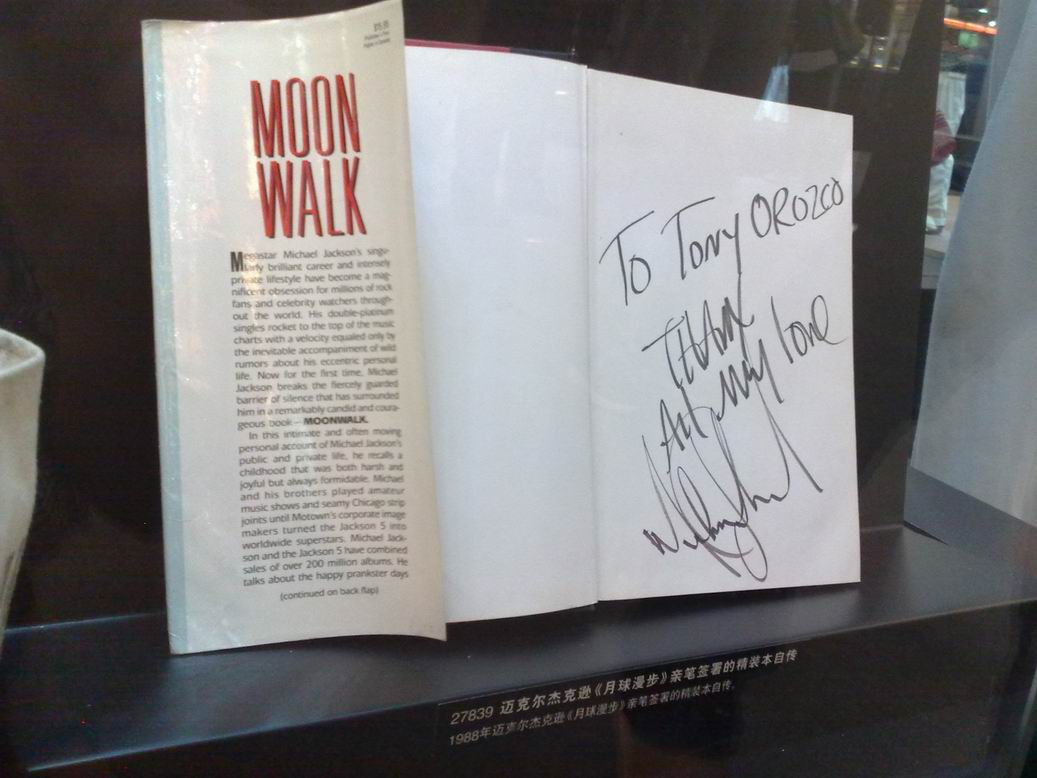 MOON
WALK
Megastar Michael Jackson's singu-
larly brilliant career and intensely
private lifestyle have become a mag-
nificent obsession for millions of rock
fans and celebrity watchers through-
out the world. His double-platinum
singles rocket to the top of the music
charts with a velocity equaled only by
the inevitable accompaniment of wild
rumors about his eccentric personal
life. Now for the first time, Michael
Jackson breaks the fiercely guarded
barrier of silence that has surrounded
him in a remarkably candid and coura-
geous book—MOONWALK.
In this intimate and often moving
personal account of Michael Jackson's
public and private life, he recalls a
childhood that was both harsh and
joyful but always formidable. Michael
and his brothers played amateur
music shows and seamy Chicago strip
joints until Motown's corporate image
makers turned the Jackson 5 into
worldwide superstars. Michael Jack-
son and the Jackson 5 have combined
sales of over 200 million albums. He
talks about the happy prankster days
(continued on back flap)
TO Tony OROZCO
THANK
my love
27839 迈克尔杰克逊《月球漫步》亲笔签署的精装本自传
1988年迈克尔杰克逊《月球漫步》亲笔签署的精装本自传。